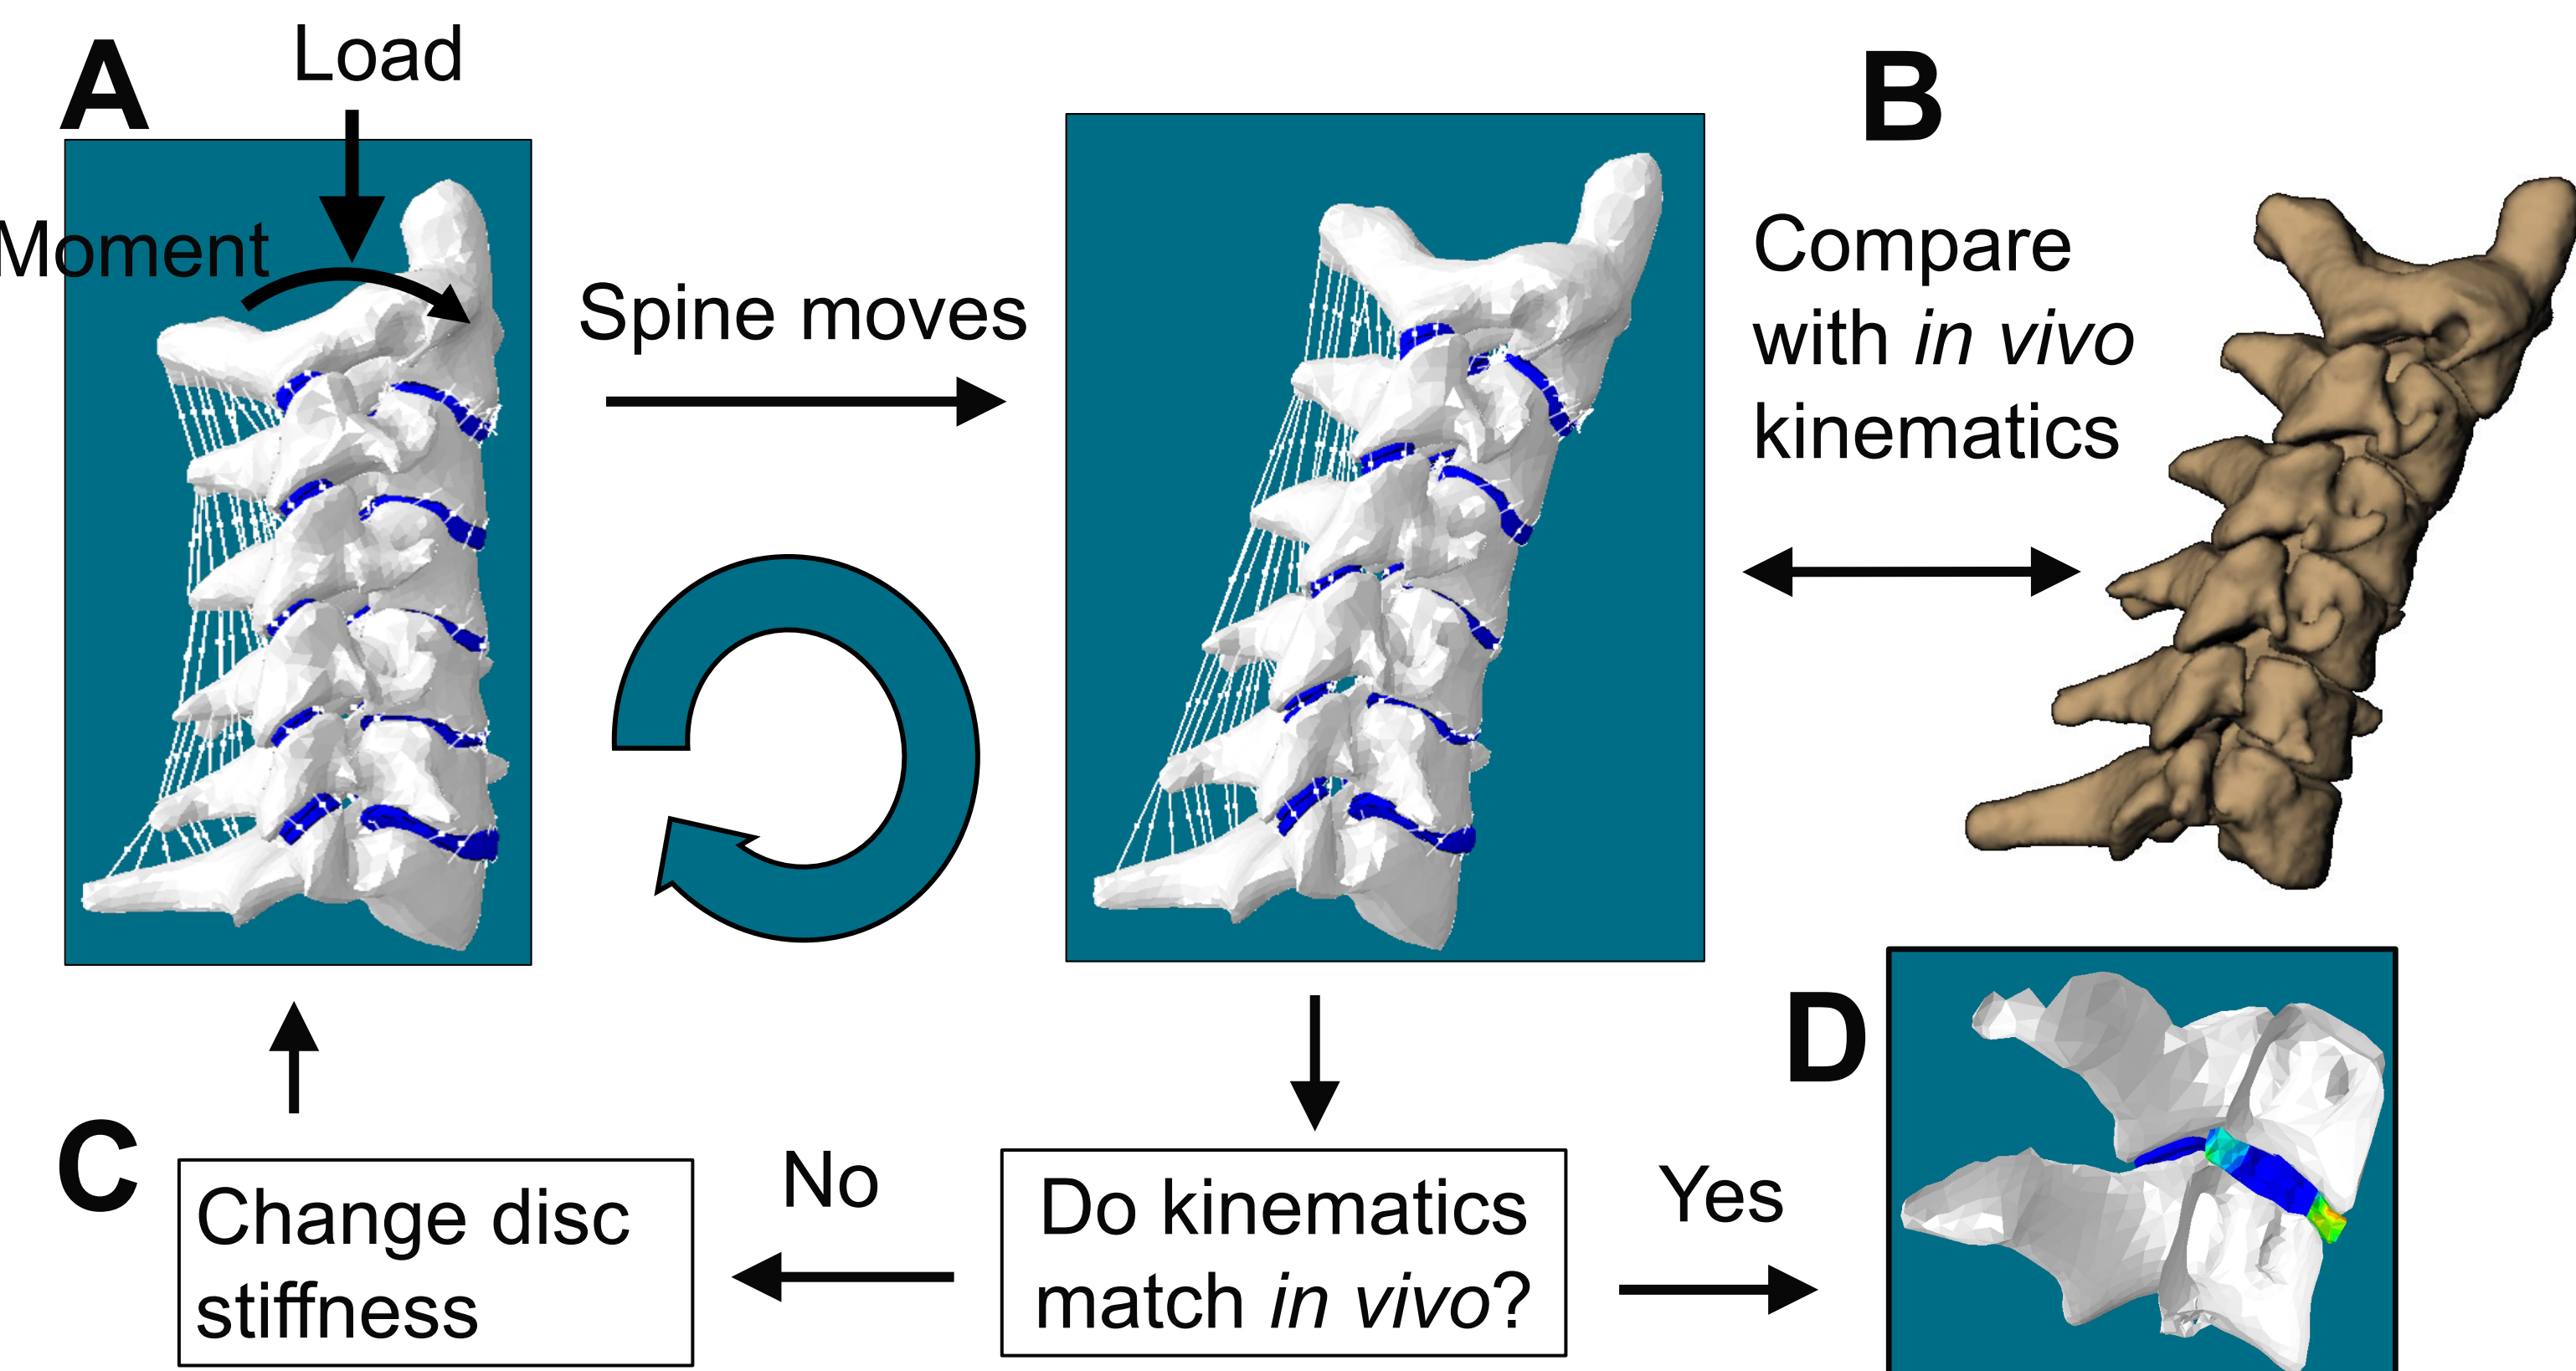 A
Load
B
Moment
Spine moves
Compare
with in vivo
kinematics
C
Change disc
stiffness
No
Do kinematics
match in vivo?
Yes
D